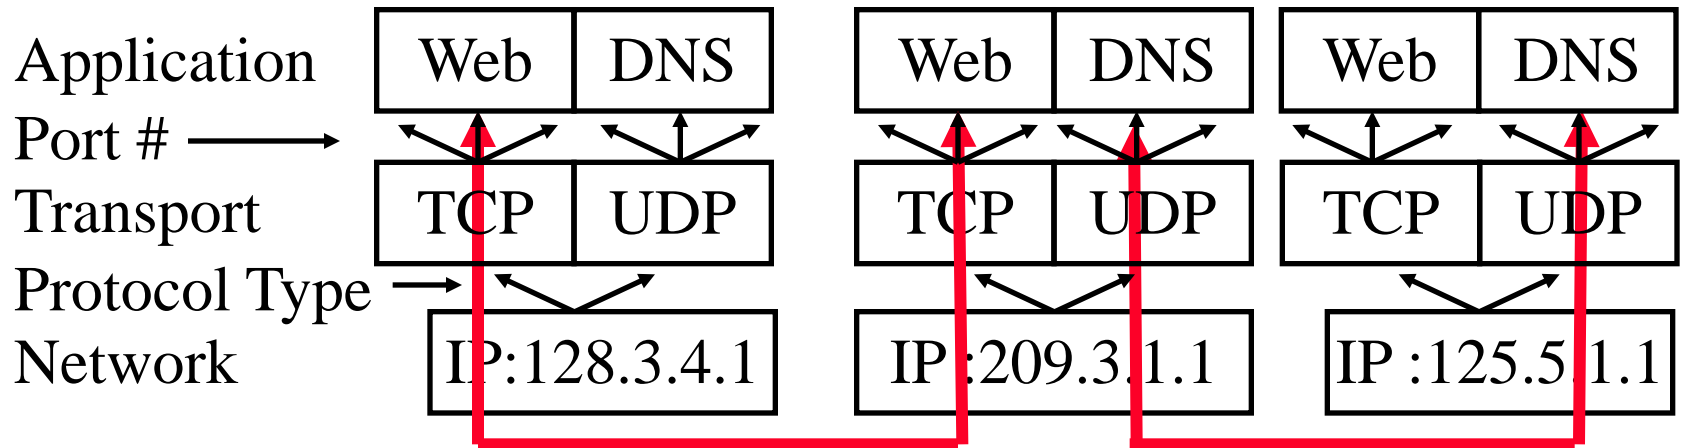 Application Web DNS Web DNS Web DNS
Port #
Transport TCP UDP TCP UDP TCP UDP
Protocol Type
Network IP:128.3.4.1 IP :209.3.1.1 IP :125.5.1.1